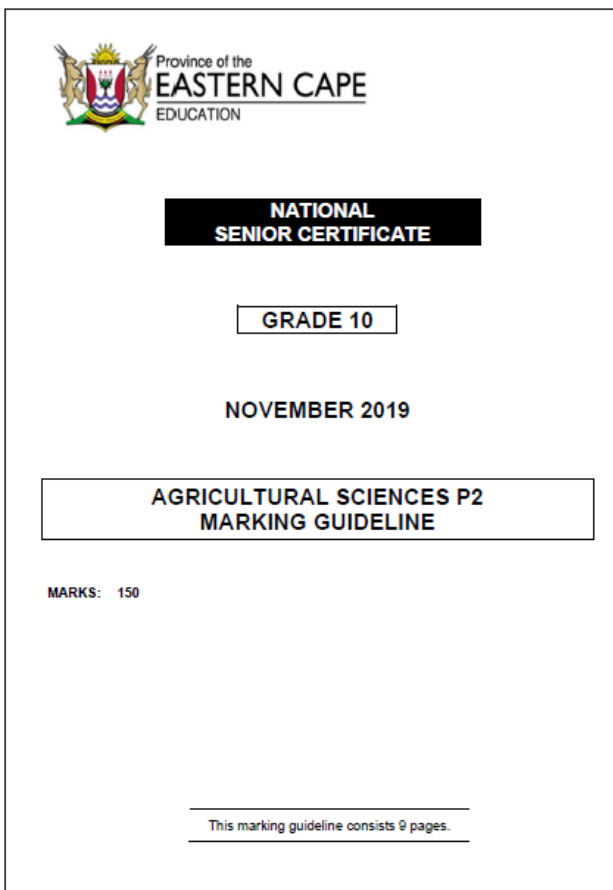 Province of the
EASTERN CAPE
EDUCATION
NATIONAL
SENIOR CERTIFICATE
GRADE 10
NOVEMBER 2019
AGRICULTURAL SCIENCES P2
MARKING GUIDELINE
MARKS: 150
This marking guideline consists 9 pages.